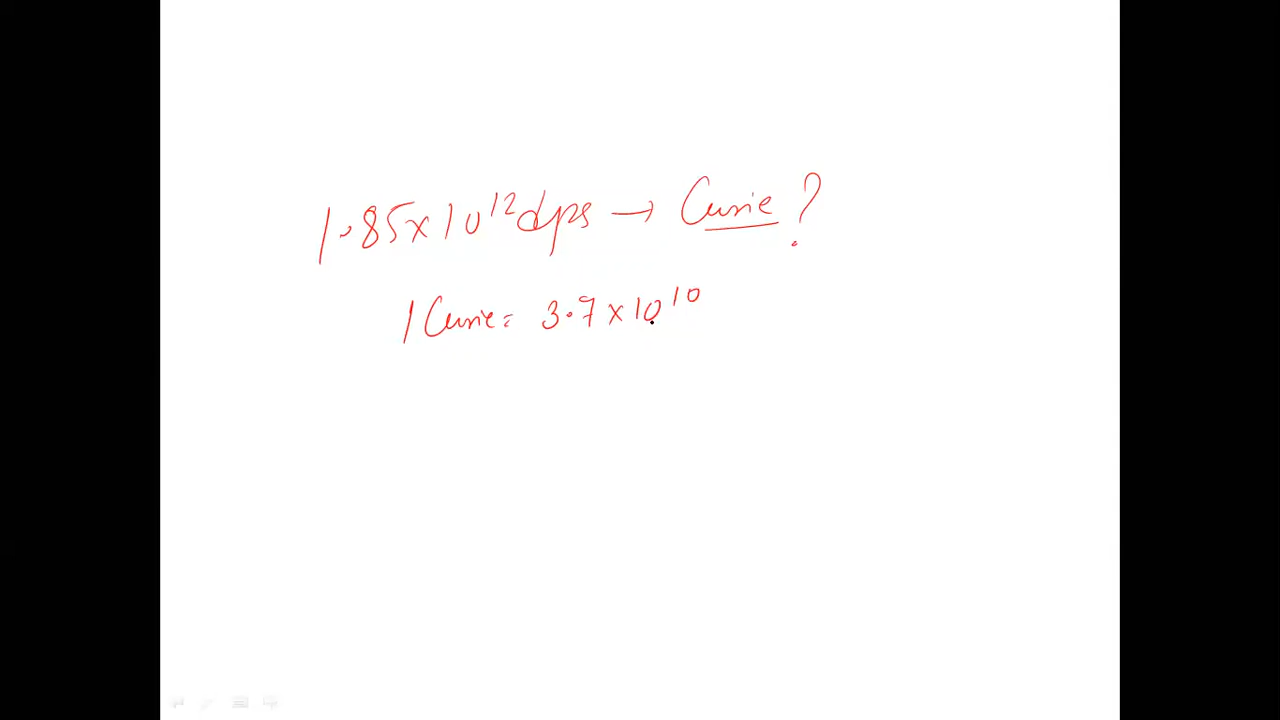 1.85x10¹²dps → Curie?
1 Curie = 3.7 x 10¹⁰